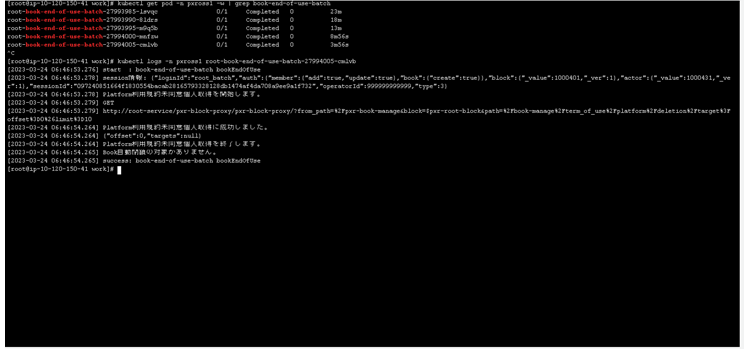 [root@ip-10-120-150-41 work]# kubectl get pod -n pxross1 -w | grep book-end-of-use-batch
root-book-end-of-use-batch-27993985-lsvqc 0/1 Completed 0 23m
root-book-end-of-use-batch-27993990-8ldrs 0/1 Completed 0 18m
root-book-end-of-use-batch-27993995-m9q5b 0/1 Completed 0 13m
root-book-end-of-use-batch-27994000-mnfzw 0/1 Completed 0 8m56s
root-book-end-of-use-batch-27994005-cmlvb 0/1 Completed 0 3m56s
^C
[root@ip-10-120-150-41 work]# kubectl logs -n pxross1 root-book-end-of-use-batch-27994005-cmlvb
[2023-03-24 06:46:53.276] start : book-end-of-use-batch bookEndOfUse
[2023-03-24 06:46:53.278] session情報: {"loginId":"root_batch","auth":{"member":{"add":true,"update":true},"book":{"create":true}},"block":{"_value":1000401,"_ver":1},"actor":{"_value":1000431,"_ve
r":1},"sessionId":"097240851664f1830554bacab28165793328128db1474af4da708a9ee9a1f732","operatorId":999999999999,"type":3}
[2023-03-24 06:46:53.278] Platform利用規約未同意個人取得を開始します。
[2023-03-24 06:46:53.279] GET
[2023-03-24 06:46:53.279] http://root-service/pxr-block-proxy/pxr-block-proxy/?from_path=%2Fpxr-book-manage&block=$pxr-root-block&path=%2Fbook-manage%2Fterm_of_use%2Fplatform%2Fdeletion%2Ftarget%3F
offset%3D0%26limit%3D10
[2023-03-24 06:46:54.264] Platform利用規約未同意個人取得に成功しました。
[2023-03-24 06:46:54.264] {"offset":0,"targets":null}
[2023-03-24 06:46:54.265] Platform利用規約未同意個人取得を終了します。
[2023-03-24 06:46:54.265] Book自動閉鎖の対象がありません。
[2023-03-24 06:46:54.265] success: book-end-of-use-batch bookEndOfUse
[root@ip-10-120-150-41 work]#